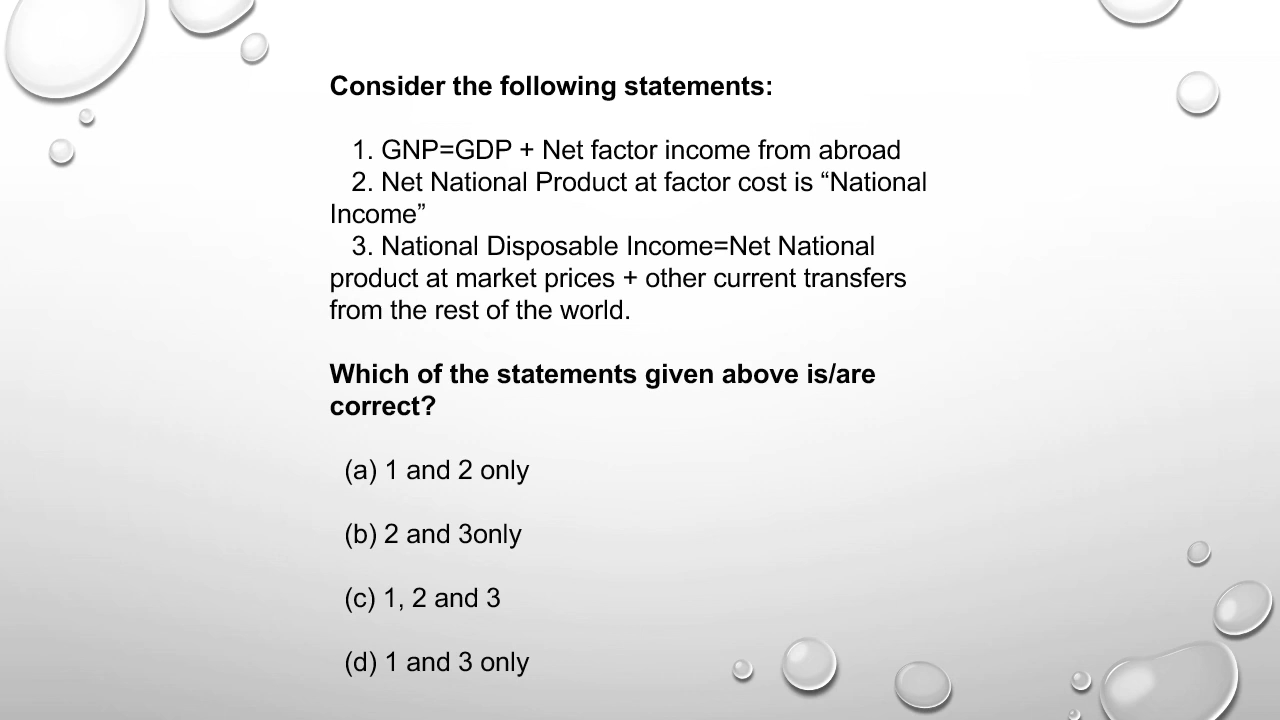 Consider the following statements:
1. GNP=GDP + Net factor income from abroad
2. Net National Product at factor cost is “National
Income”
3. National Disposable Income=Net National
product at market prices + other current transfers
from the rest of the world.
Which of the statements given above is/are
correct?
(a) 1 and 2 only
(b) 2 and 3only
(c) 1, 2 and 3
(d) 1 and 3 only